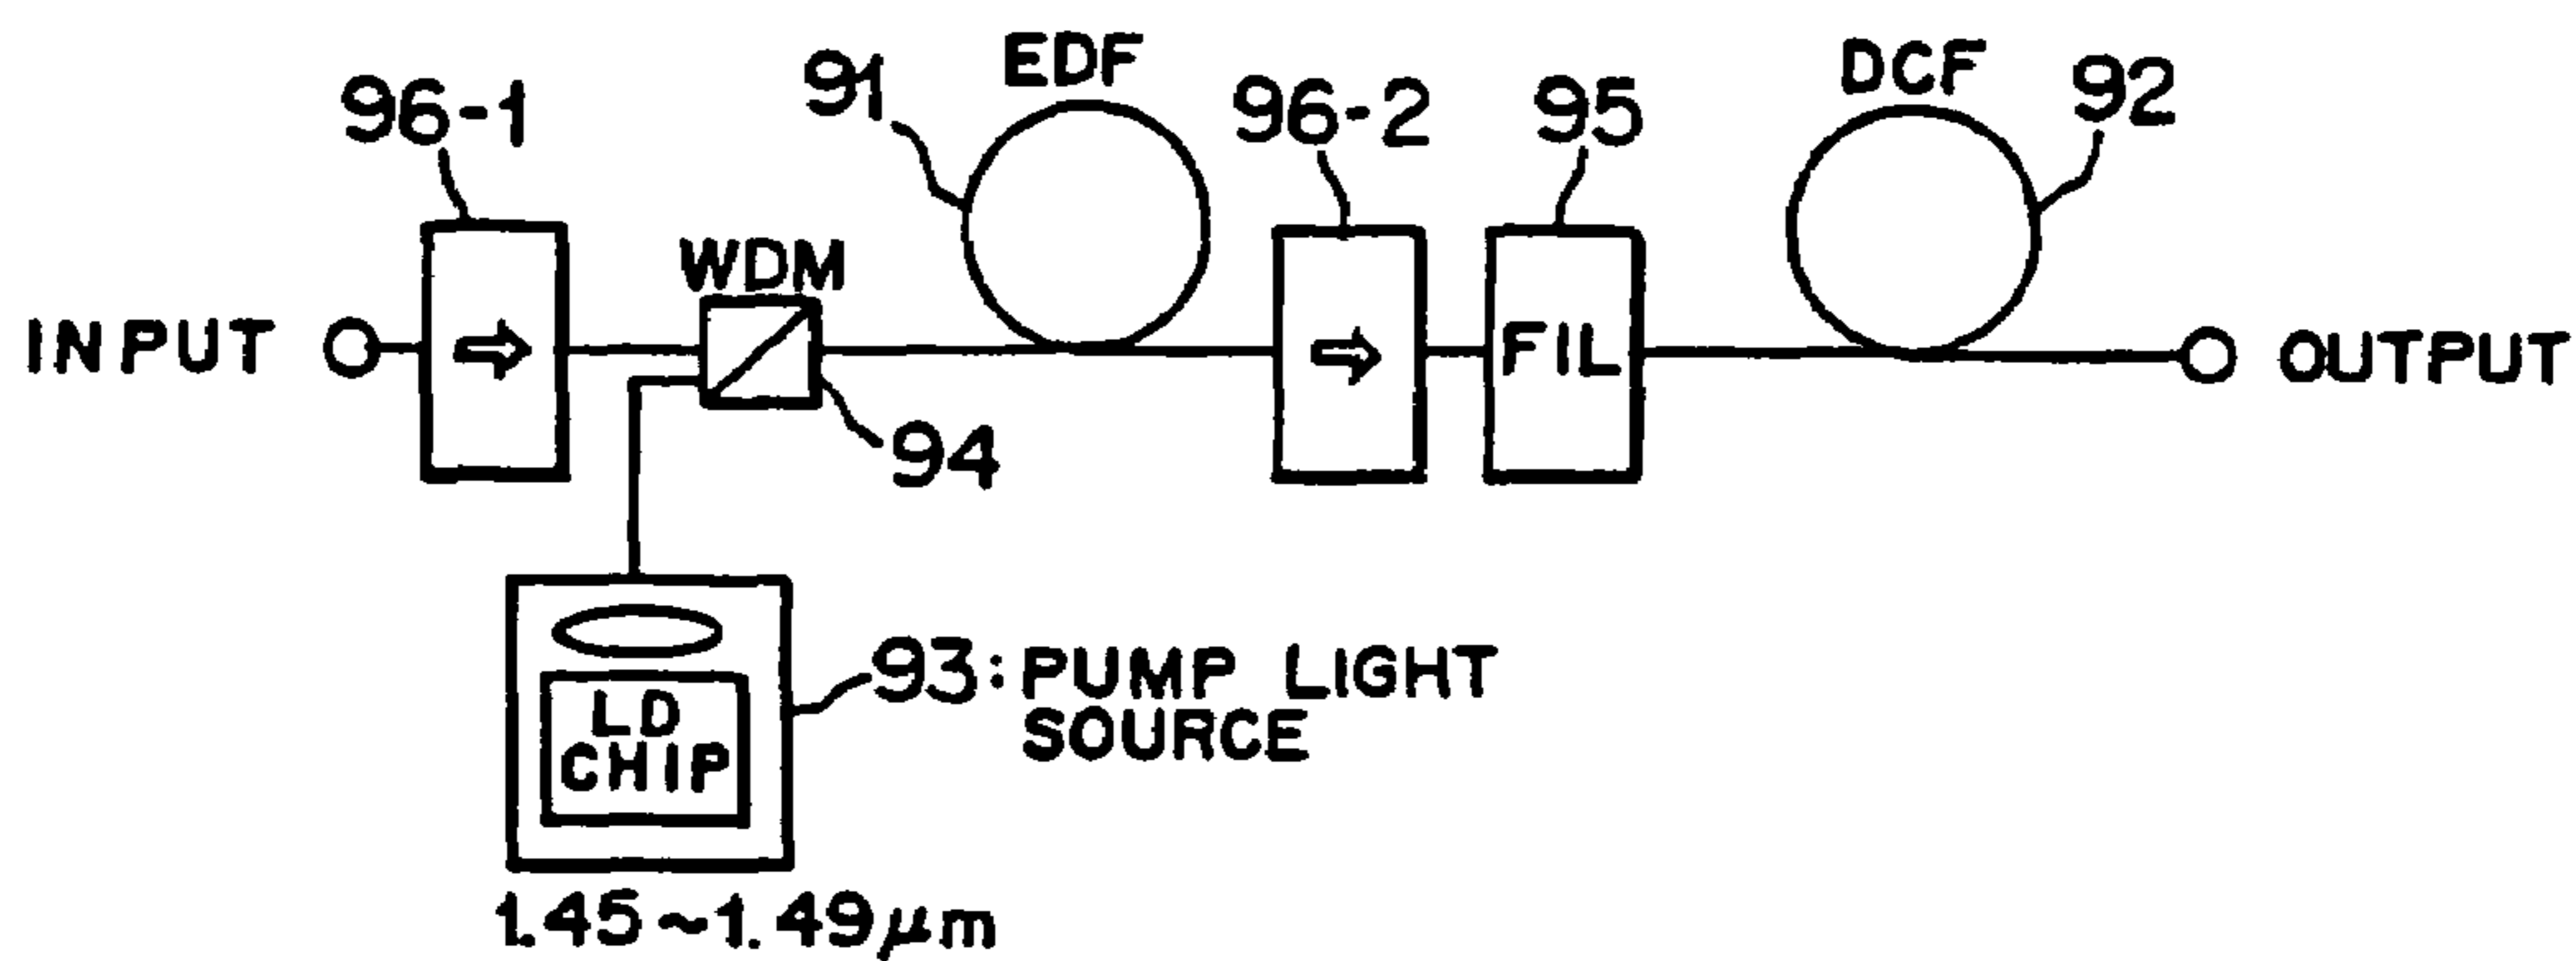 EDF
DCF
91
92
96-1
96-2
95
WDM
INPUT
FIL
OUTPUT
94
93: PUMP LIGHT
SOURCE
LD
CHIP
1.45~1.49μm